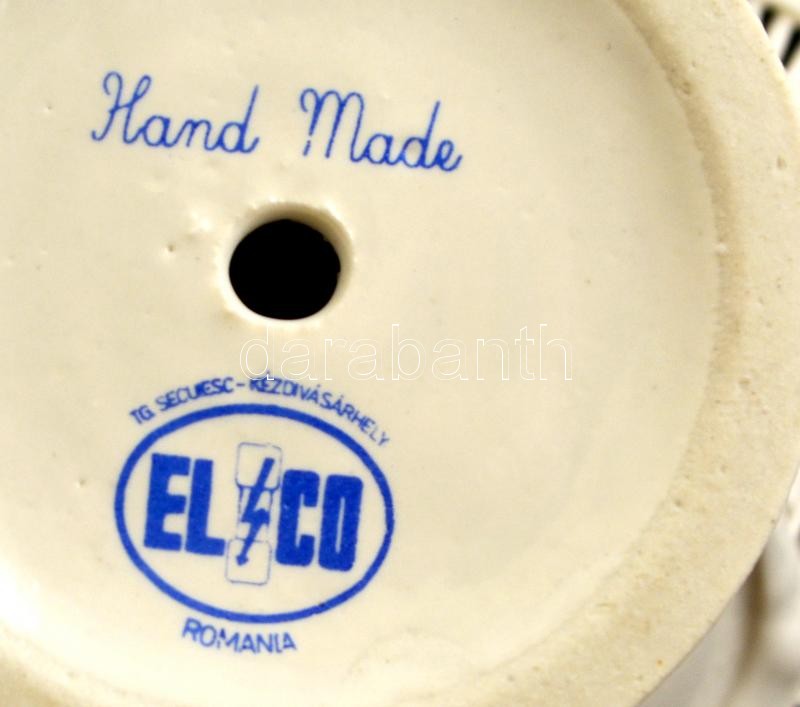 Hand Made
darabanth
TG. SECUIESC - KÉZDIVÁSÁRHELY
ELCO
ROMANIA